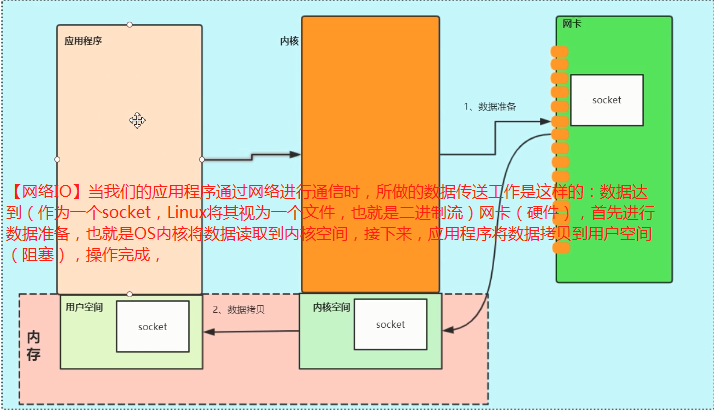 应用程序
内核
网卡
socket
1、数据准备
【网络IO】当我们的应用程序通过网络进行通信时，所做的数据传送工作是这样的：数据达
到（作为一个socket，Linux将其视为一个文件，也就是二进制流）网卡（硬件），首先进行
数据准备，也就是OS内核将数据读取到内核空间，接下来，应用程序将数据拷贝到用户空间
（阻塞），操作完成，
内
存
用户空间
socket
2、数据拷贝
内核空间
socket